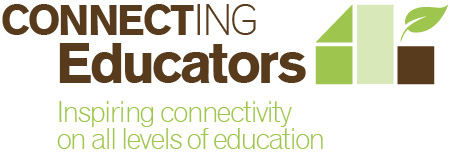 CONNECTING
Educators
Inspiring connectivity
on all levels of education